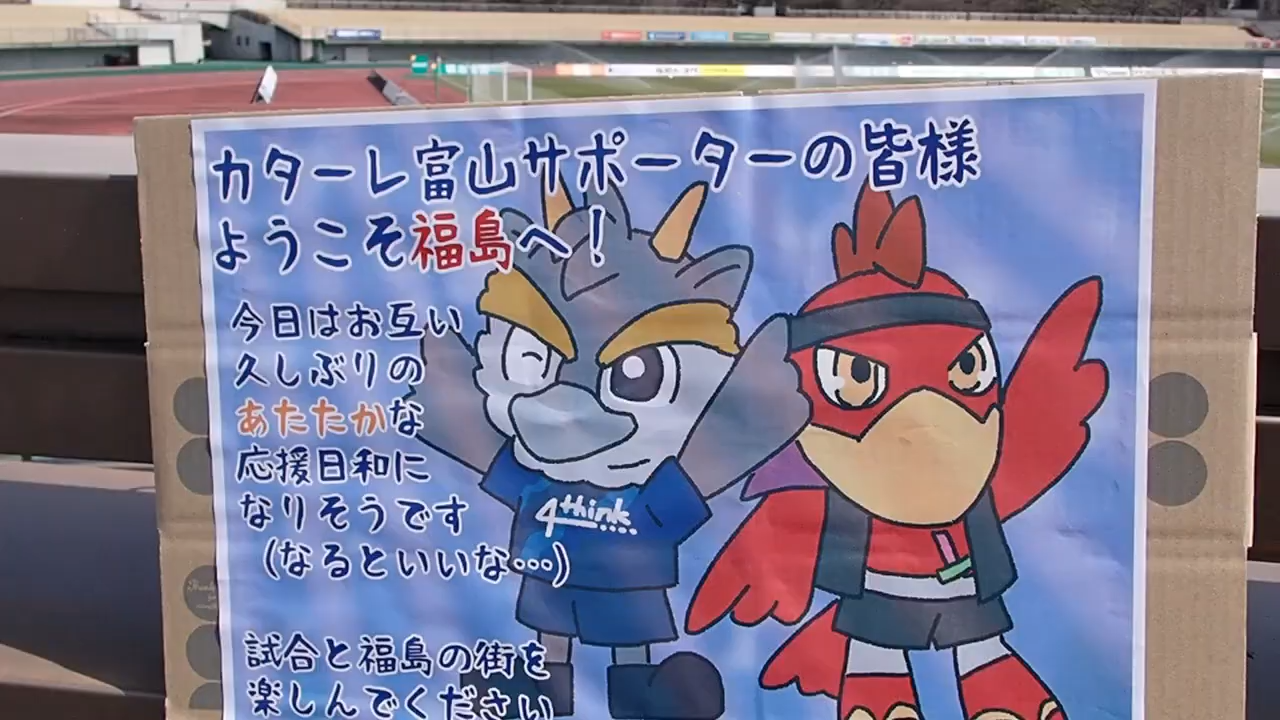 カターレ富山サポーターの皆様
ようこそ福島へ！
今日はお互い
久しぶりの
あたたかな
応援日和に
なりそうです
（なるといいな…）
4think
試合と福島の街を
楽しんでください